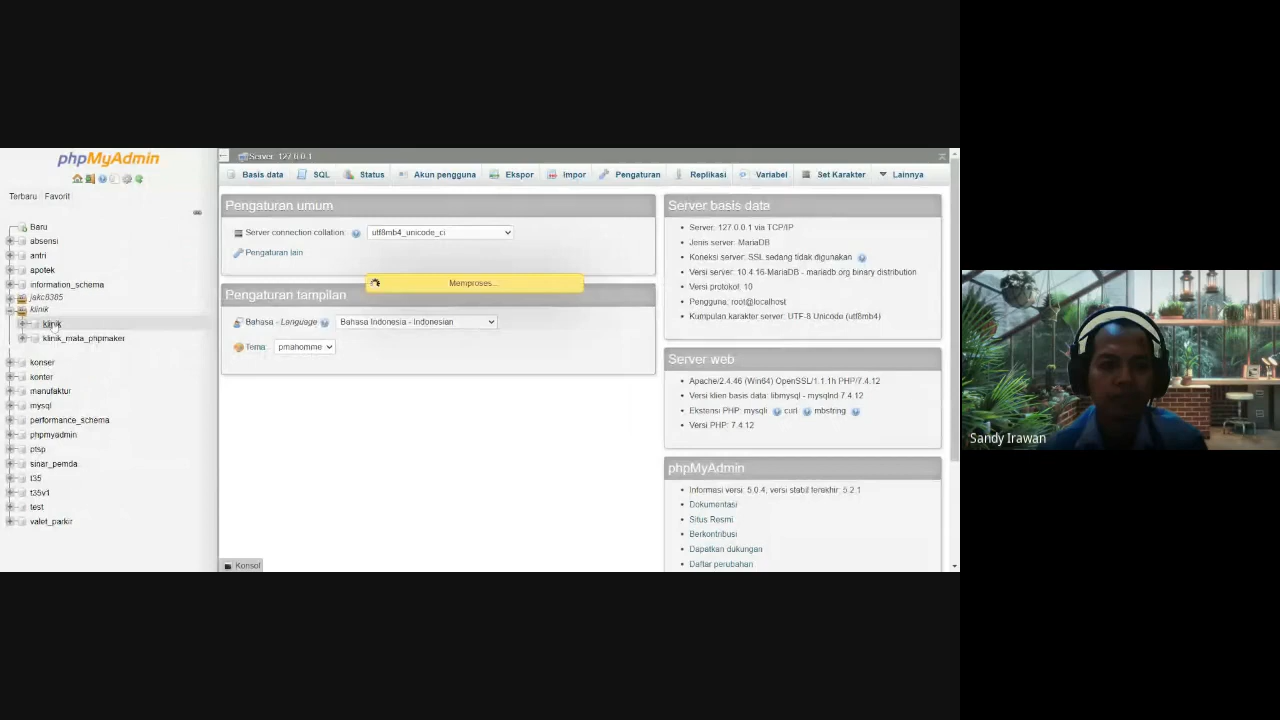 phpMyAdmin
Terbaru Favorit
Baru
absensi
antri
apotek
information_schema
jakc8385
klinik
klinik
klinik_mata_phpmaker
konser
konter
manufaktur
mysql
performance_schema
phpmyadmin
ptsp
sinar_pemda
t35
t35v1
test
valet_parkir
Server: 127.0.0.1
Basis data SQL Status Akun pengguna Ekspor Impor Pengaturan Replikasi Variabel Set Karakter Lainnya
Pengaturan umum
Server connection collation: utf8mb4_unicode_ci
Pengaturan lain
Memproses...
Pengaturan tampilan
Bahasa - Language Bahasa Indonesia - Indonesian
Tema: pmahomme
Konsol
Server basis data
Server: 127.0.0.1 via TCP/IP
Jenis server: MariaDB
Koneksi server: SSL sedang tidak digunakan
Versi server: 10.4.16-MariaDB - mariadb.org binary distribution
Versi protokol: 10
Pengguna: root@localhost
Kumpulan karakter server: UTF-8 Unicode (utf8mb4)
Server web
Apache/2.4.46 (Win64) OpenSSL/1.1.1h PHP/7.4.12
Versi klien basis data: libmysql - mysqlnd 7.4.12
Ekstensi PHP: mysqli curl mbstring
Versi PHP: 7.4.12
phpMyAdmin
Informasi versi: 5.0.4, versi stabil terakhir: 5.2.1
Dokumentasi
Situs Resmi
Berkontribusi
Dapatkan dukungan
Daftar perubahan
Sandy Irawan